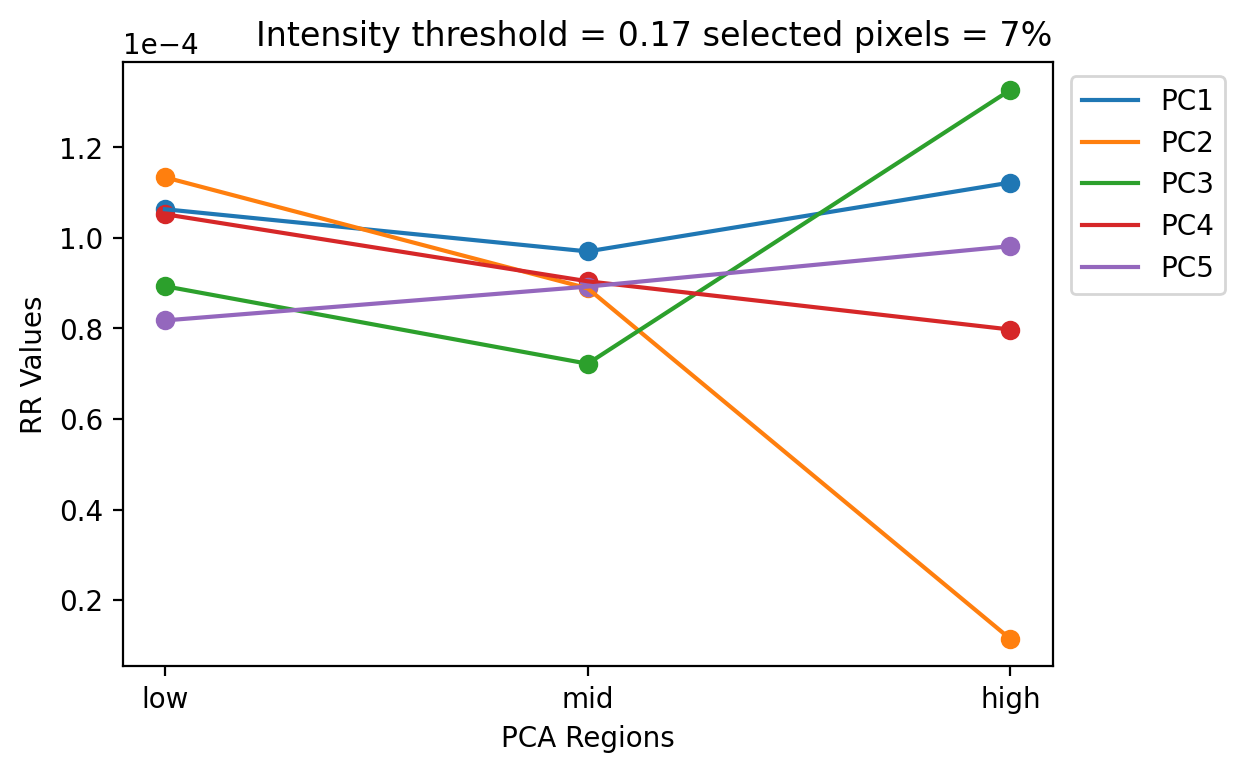 1e−4
Intensity threshold = 0.17 selected pixels = 7%
1.2
1.0
0.8
0.6
0.4
0.2
RR Values
low
mid
high
PCA Regions
PC1
PC2
PC3
PC4
PC5